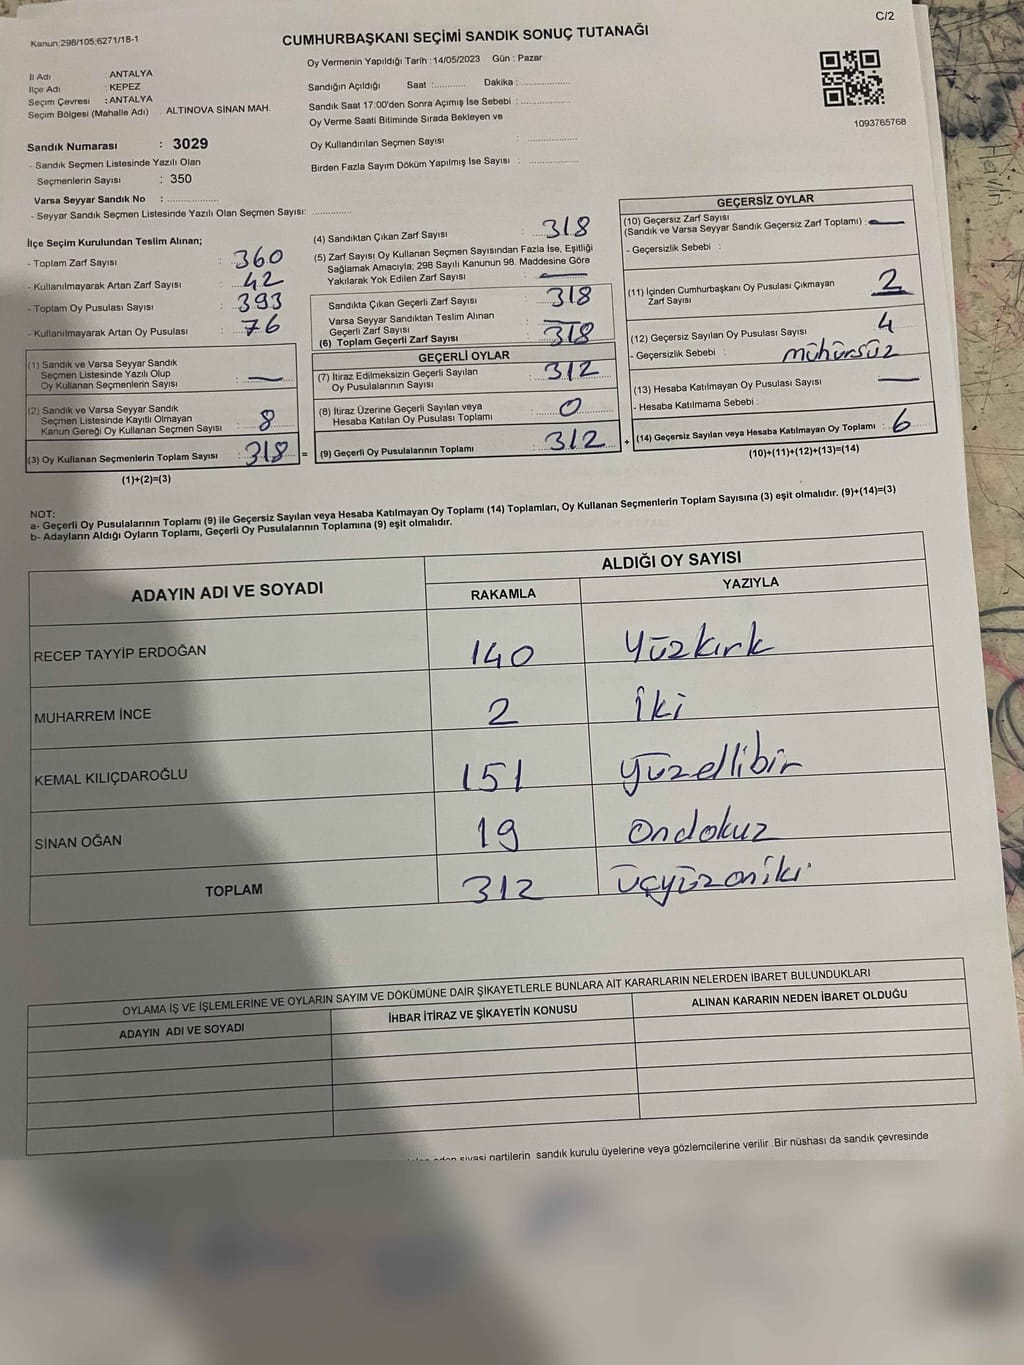 C/2
Kanun:298/105;6271/18-1
CUMHURBAŞKANI SEÇİMİ SANDIK SONUÇ TUTANAĞI
Oy Vermenin Yapıldığı Tarih : 14/05/2023 Gün : Pazar
İl Adı : ANTALYA
İlçe Adı : KEPEZ
Seçim Çevresi : ANTALYA
Seçim Bölgesi (Mahalle Adı) : ALTINOVA SİNAN MAH.
Sandığın Açıldığı Saat :........... Dakika :...............
Sandık Saat 17:00'den Sonra Açımış İse Sebebi :...............
Oy Verme Saati Bitiminde Sırada Bekleyen ve
Oy Kullandırılan Seçmen Sayısı :...............
Birden Fazla Sayım Döküm Yapılmış İse Sayısı :...............
1093765768
Sandık Numarası : 3029
- Sandık Seçmen Listesinde Yazılı Olan
Seçmenlerin Sayısı : 350
Varsa Seyyar Sandık No :...............
- Seyyar Sandık Seçmen Listesinde Yazılı Olan Seçmen Sayısı: ............
İlçe Seçim Kurulundan Teslim Alınan;
- Toplam Zarf Sayısı : 360
- Kullanılmayarak Artan Zarf Sayısı : 42
- Toplam Oy Pusulası Sayısı : 393
- Kullanılmayarak Artan Oy Pusulası : 76
(1) Sandık ve Varsa Seyyar Sandık
Seçmen Listesinde Yazılı Olup
Oy Kullanan Seçmenlerin Sayısı : —
(2) Sandık ve Varsa Seyyar Sandık
Seçmen Listesinde Kayıtlı Olmayan
Kanun Gereği Oy Kullanan Seçmen Sayısı : 8
(3) Oy Kullanan Seçmenlerin Toplam Sayısı : 318 =
(1)+(2)=(3)
(4) Sandıktan Çıkan Zarf Sayısı : 318
(5) Zarf Sayısı Oy Kullanan Seçmen Sayısından Fazla İse, Eşitliği
Sağlamak Amacıyla; 298 Sayılı Kanunun 98. Maddesine Göre
Yakılarak Yok Edilen Zarf Sayısı : —
Sandıkta Çıkan Geçerli Zarf Sayısı : 318
Varsa Seyyar Sandıktan Teslim Alınan
Geçerli Zarf Sayısı : —
(6) Toplam Geçerli Zarf Sayısı : 318
GEÇERLİ OYLAR
(7) İtiraz Edilmeksizin Geçerli Sayılan
Oy Pusulalarının Sayısı : 312
(8) İtiraz Üzerine Geçerli Sayılan veya
Hesaba Katılan Oy Pusulası Toplamı : 0
(9) Geçerli Oy Pusulalarının Toplamı : 312 +
GEÇERSİZ OYLAR
(10) Geçersiz Zarf Sayısı
(Sandık ve Varsa Seyyar Sandık Geçersiz Zarf Toplamı) : —
- Geçersizlik Sebebi :
(11) İçinden Cumhurbaşkanı Oy Pusulası Çıkmayan
Zarf Sayısı : 2
(12) Geçersiz Sayılan Oy Pusulası Sayısı : 4
- Geçersizlik Sebebi : mühürsüz
(13) Hesaba Katılmayan Oy Pusulası Sayısı : —
- Hesaba Katılmama Sebebi :
(14) Geçersiz Sayılan veya Hesaba Katılmayan Oy Toplamı : 6
(10)+(11)+(12)+(13)=(14)
NOT:
a- Geçerli Oy Pusulalarının Toplamı (9) ile Geçersiz Sayılan veya Hesaba Katılmayan Oy Toplamı (14) Toplamları, Oy Kullanan Seçmenlerin Toplam Sayısına (3) eşit olmalıdır. (9)+(14)=(3)
b- Adayların Aldığı Oyların Toplamı, Geçerli Oy Pusulalarının Toplamına (9) eşit olmalıdır.
ADAYIN ADI VE SOYADI ALDIĞI OY SAYISI
RAKAMLA YAZIYLA
RECEP TAYYİP ERDOĞAN 140 Yüzkırk
MUHARREM İNCE 2 iki
KEMAL KILIÇDAROĞLU 151 yüzellibir
SİNAN OĞAN 19 Ondokuz
TOPLAM 312 üçyüzoniki
OYLAMA İŞ VE İŞLEMLERİNE VE OYLARIN SAYIM VE DÖKÜMÜNE DAİR ŞİKAYETLERLE BUNLARA AİT KARARLARIN NELERDEN İBARET BULUNDUKLARI
ADAYIN ADI VE SOYADI İHBAR İTİRAZ VE ŞİKAYETİN KONUSU ALINAN KARARIN NEDEN İBARET OLDUĞU
siyasi partilerin sandık kurulu üyelerine veya gözlemcilerine verilir. Bir nüshası da sandık çevresinde